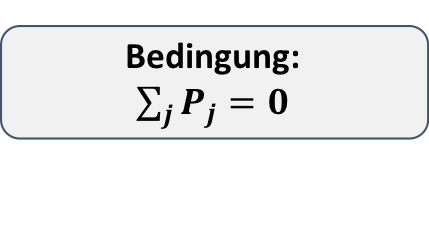 Bedingung:
∑ⱼ Pⱼ = 0